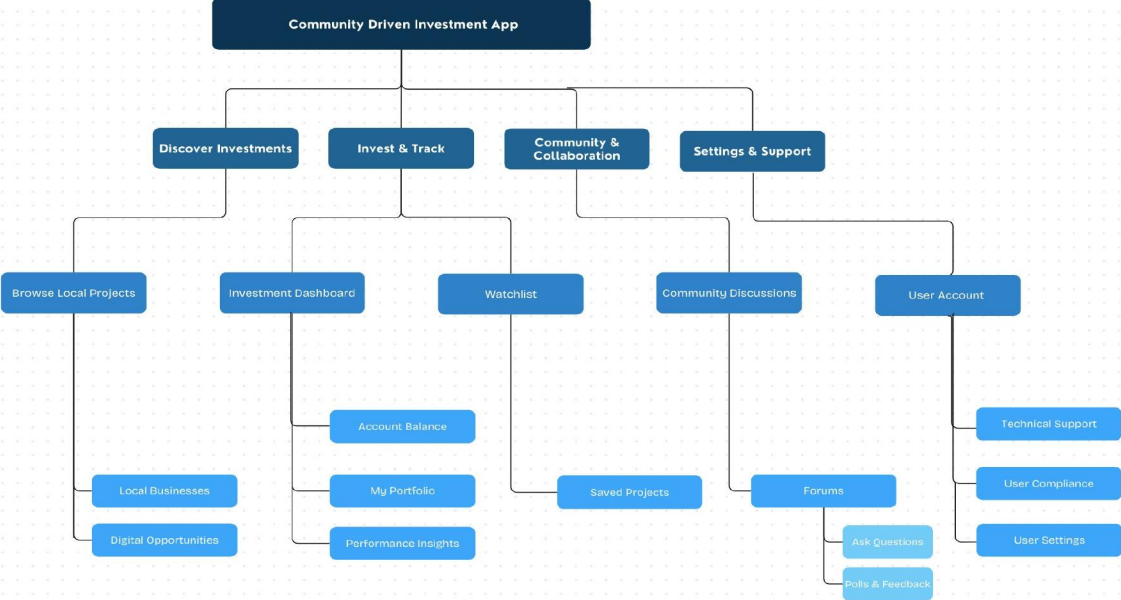 Community Driven Investment App
Discover Investments
Invest & Track
Community &
Collaboration
Settings & Support
Browse Local Projects
Investment Dashboard
Watchlist
Community Discussions
User Account
Account Balance
Technical Support
Local Businesses
My Portfolio
Saved Projects
Forums
User Compliance
Digital Opportunities
Performance Insights
Ask Questions
User Settings
Polls & Feedback